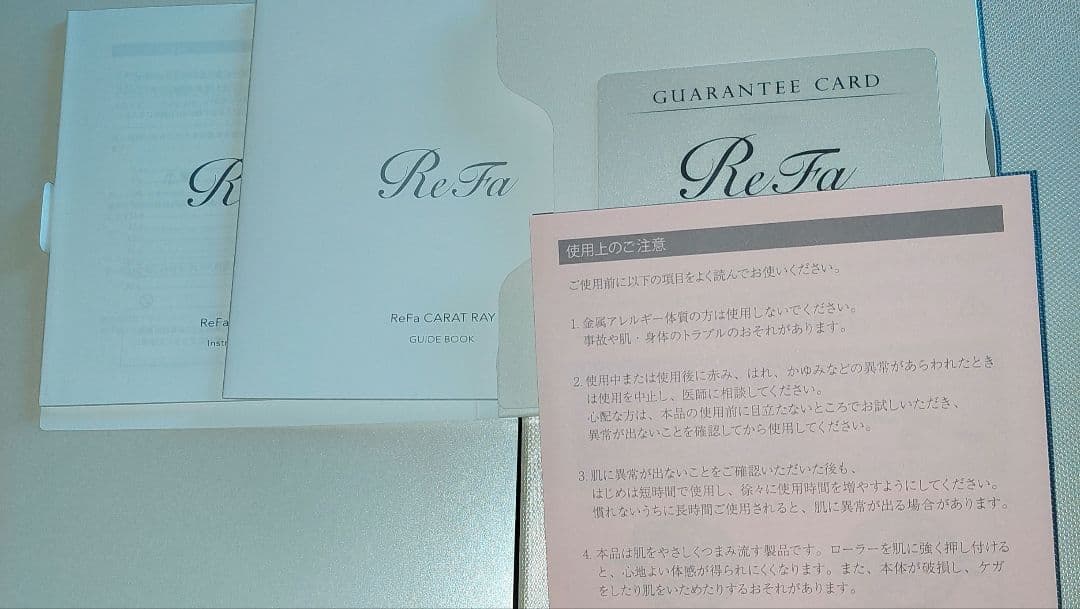 R
ReFa
Instr
ReFa
ReFa CARAT RAY
GUIDE BOOK
GUARANTEE CARD
ReFa
使用上のご注意
ご使用前に以下の項目をよく読んでお使いください。
1. 金属アレルギー体質の方は使用しないでください。
事故や肌・身体のトラブルのおそれがあります。
2. 使用中または使用後に赤み、はれ、かゆみなどの異常があらわれたとき
は使用を中止し、医師に相談してください。
心配な方は、本品の使用前に目立たないところでお試しいただき、
異常が出ないことを確認してから使用してください。
3. 肌に異常が出ないことをご確認いただいた後も、
はじめは短時間で使用し、徐々に使用時間を増やすようにしてください。
慣れないうちに長時間ご使用されると、肌に異常が出る場合があります。
4. 本品は肌をやさしくつまみ流す製品です。ローラーを肌に強く押し付ける
と、心地よい体感が得られにくくなります。また、本体が破損し、ケガ
をしたり肌をいためたりするおそれがあります。